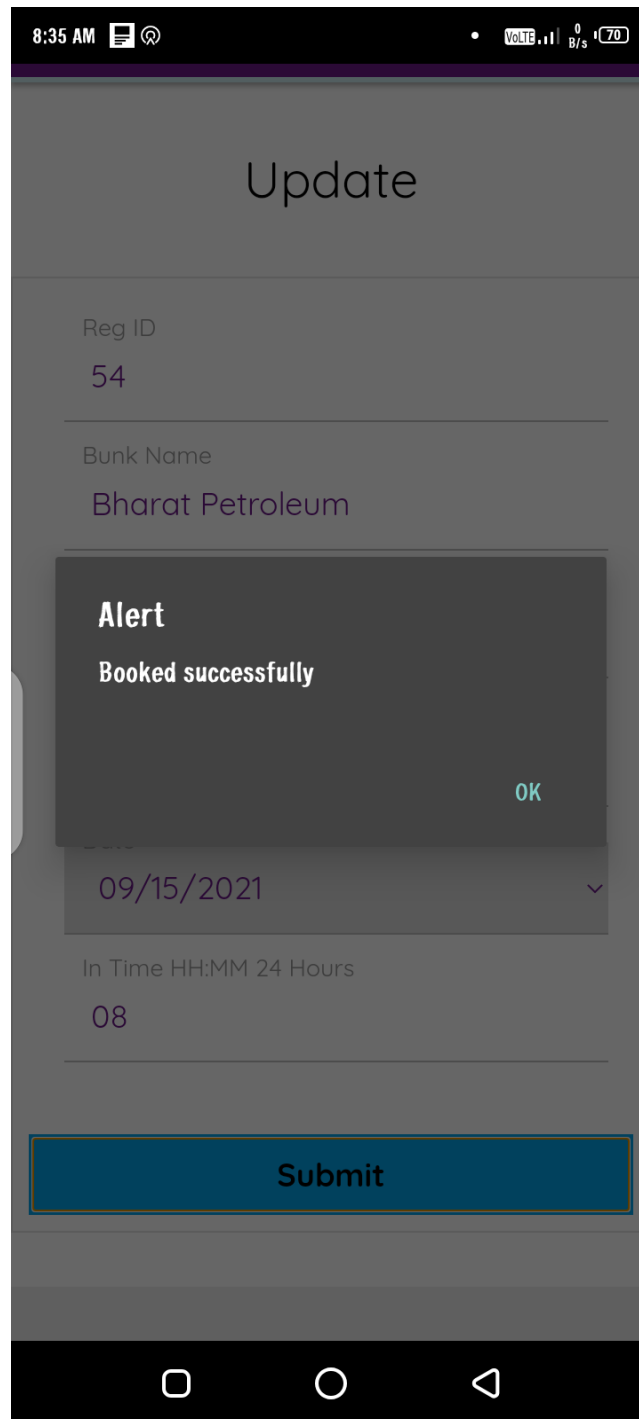 8:35 AM
VoLTE 0 B/s 70
Update
Reg ID
54
Bunk Name
Bharat Petroleum
Alert
Booked successfully
OK
09/15/2021
In Time HH:MM 24 Hours
08
Submit